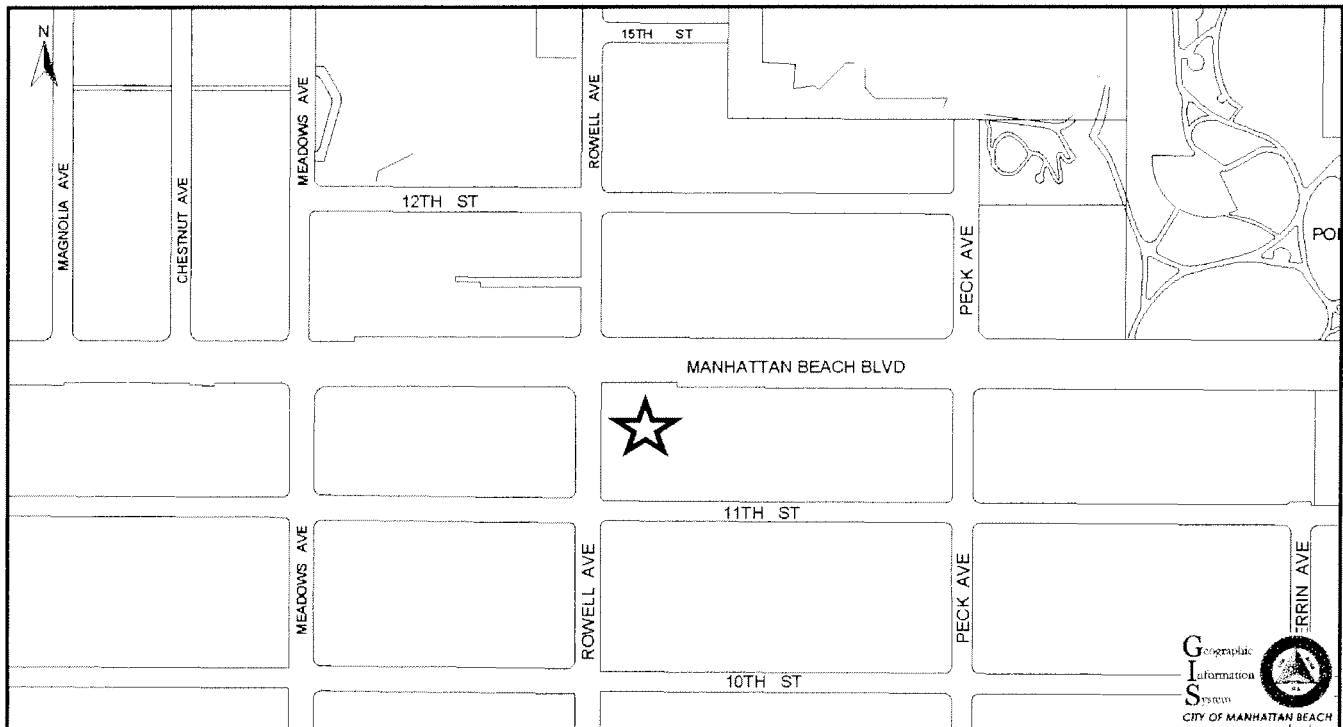 N
15TH ST
MAGNOLIA AVE
CHESTNUT AVE
MEADOWS AVE
ROWELL AVE
12TH ST
PECK AVE
MANHATTAN BEACH BLVD
11TH ST
MEADOWS AVE
ROWELL AVE
PECK AVE
ERRIN AVE
10TH ST
Geographic
Information
System
CITY OF MANHATTAN BEACH